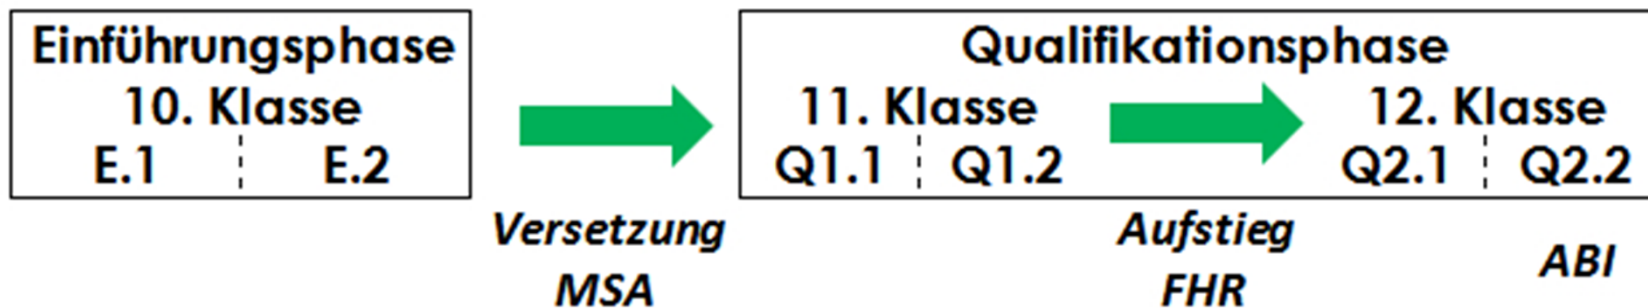 Einführungsphase
10. Klasse
E.1 E.2
Versetzung
MSA
Qualifikationsphase
11. Klasse 12. Klasse
Q1.1 Q1.2 Q2.1 Q2.2
Aufstieg
FHR
ABI